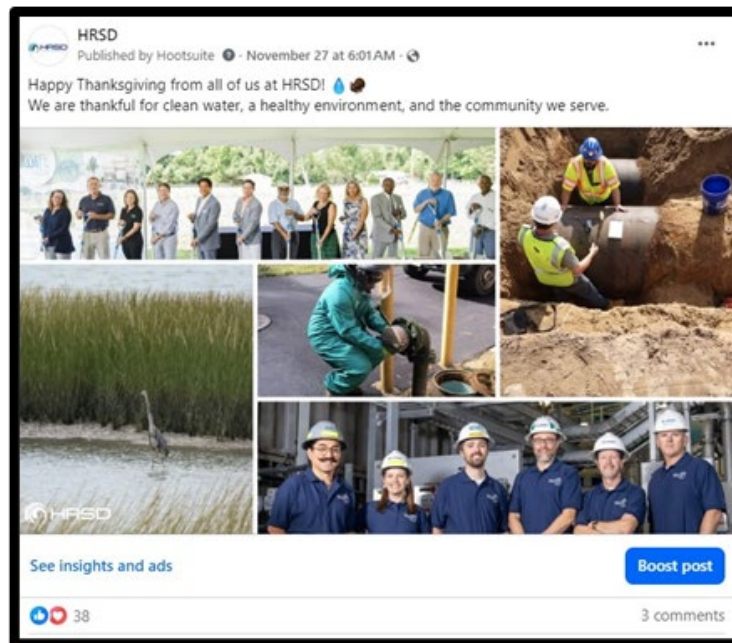 HRSD
HRSD
Published by Hootsuite · November 27 at 6:01AM ·
Happy Thanksgiving from all of us at HRSD! 💧🦃
We are thankful for clean water, a healthy environment, and the community we serve.
HRSD
See insights and ads
Boost post
38
3 comments